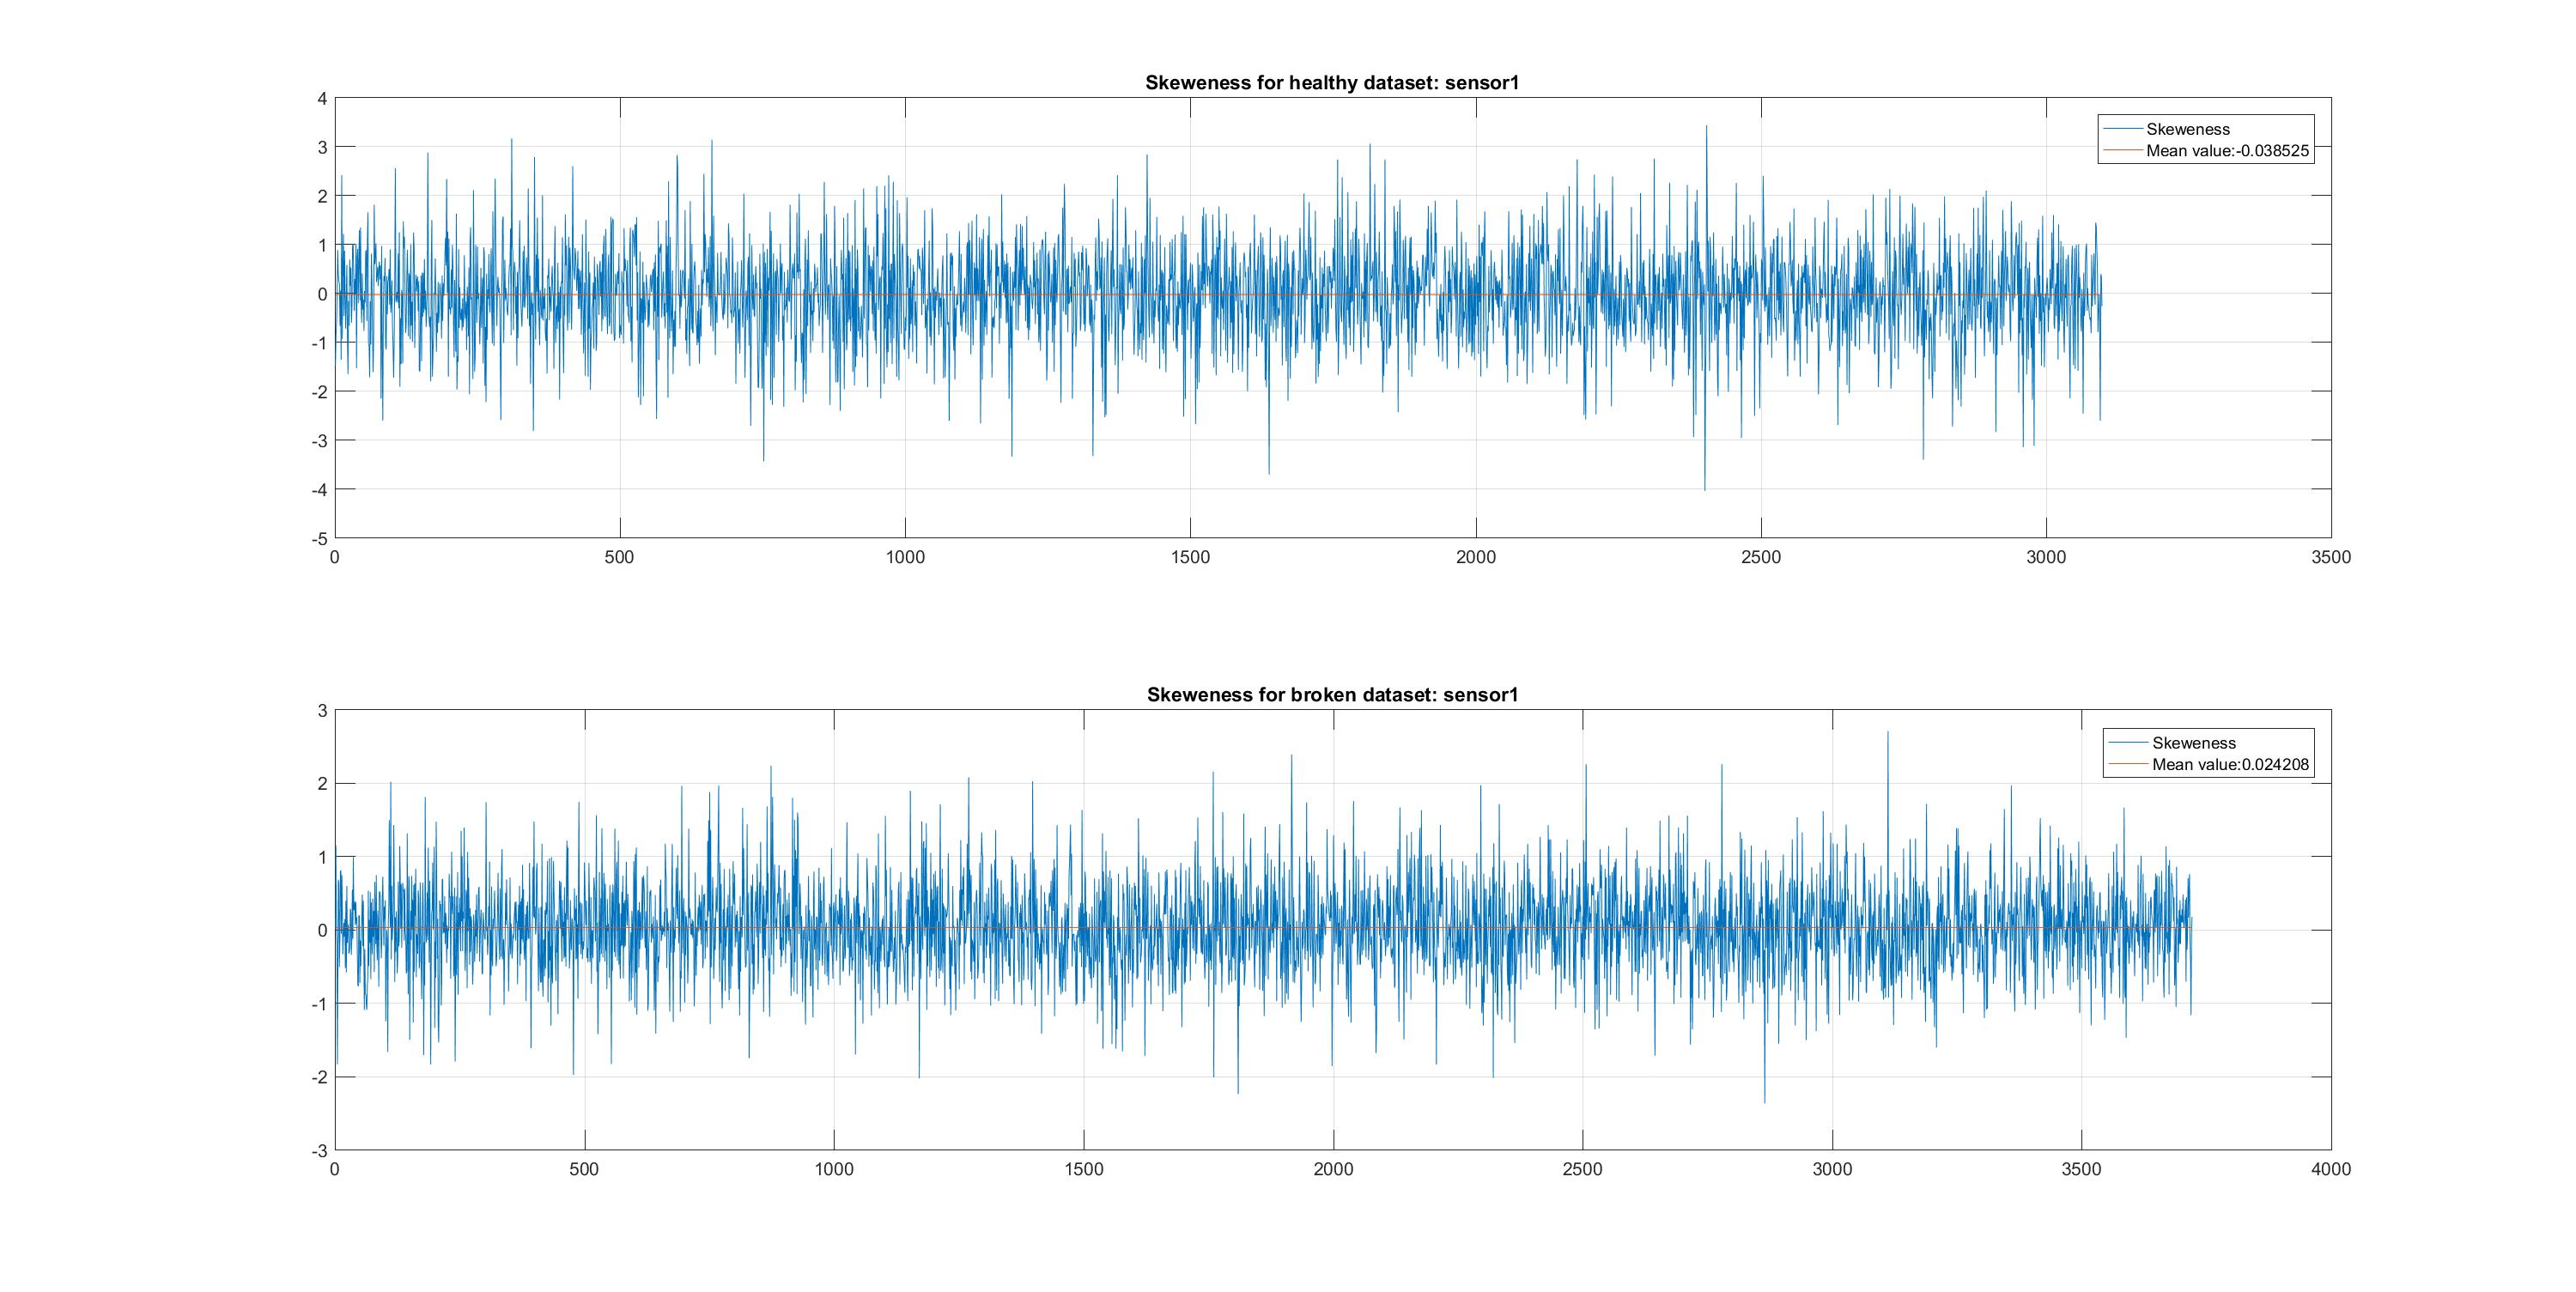 Skeweness for healthy dataset: sensor1
4
3
2
1
0
-1
-2
-3
-4
-5
Skeweness
Mean value:-0.038525
0 500 1000 1500 2000 2500 3000 3500
Skeweness for broken dataset: sensor1
3
2
1
0
-1
-2
-3
Skeweness
Mean value:0.024208
0 500 1000 1500 2000 2500 3000 3500 4000